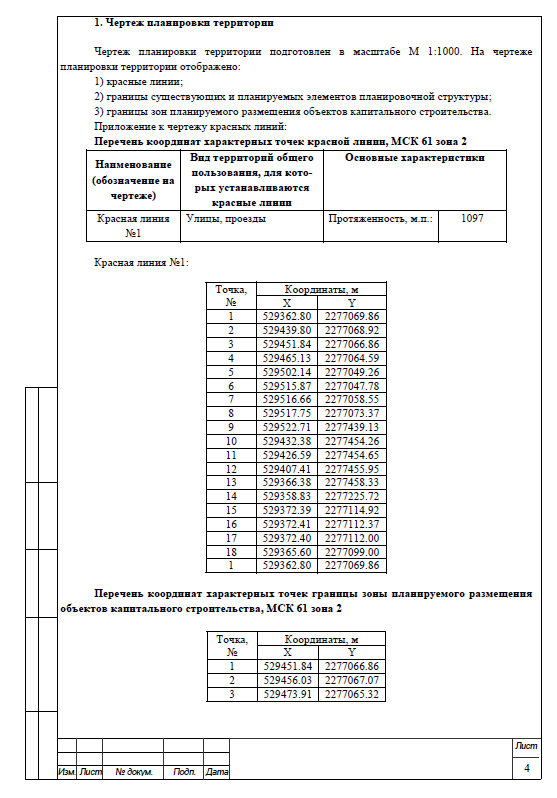 1. Чертеж планировки территории
Чертеж планировки территории подготовлен в масштабе М 1:1000. На чертеже
планировки территории отображено:
1) красные линии;
2) границы существующих и планируемых элементов планировочной структуры;
3) границы зон планируемого размещения объектов капитального строительства.
Приложение к чертежу красных линий:
Перечень координат характерных точек красной линии, МСК 61 зона 2
Наименование (обозначение на чертеже) Вид территорий общего пользования, для кото- рых устанавливаются красные линии Основные характеристики
Красная линия №1 Улицы, проезды Протяженность, м.п.: 1097
Красная линия №1:
Точка, № Координаты, м
X Y
1 529362.80 2277069.86
2 529439.80 2277068.92
3 529451.84 2277066.86
4 529465.13 2277064.59
5 529502.14 2277049.26
6 529515.87 2277047.78
7 529516.66 2277058.55
8 529517.75 2277073.37
9 529522.71 2277439.13
10 529432.38 2277454.26
11 529426.59 2277454.65
12 529407.41 2277455.95
13 529366.38 2277458.33
14 529358.83 2277225.72
15 529372.39 2277114.92
16 529372.41 2277112.37
17 529372.40 2277112.00
18 529365.60 2277099.00
1 529362.80 2277069.86
Перечень координат характерных точек границы зоны планируемого размещения
объектов капитального строительства, МСК 61 зона 2
Точка, № Координаты, м
X Y
1 529451.84 2277066.86
2 529456.03 2277067.07
3 529473.91 2277065.32
Лист
4
Изм. Лист № докум. Подп. Дата